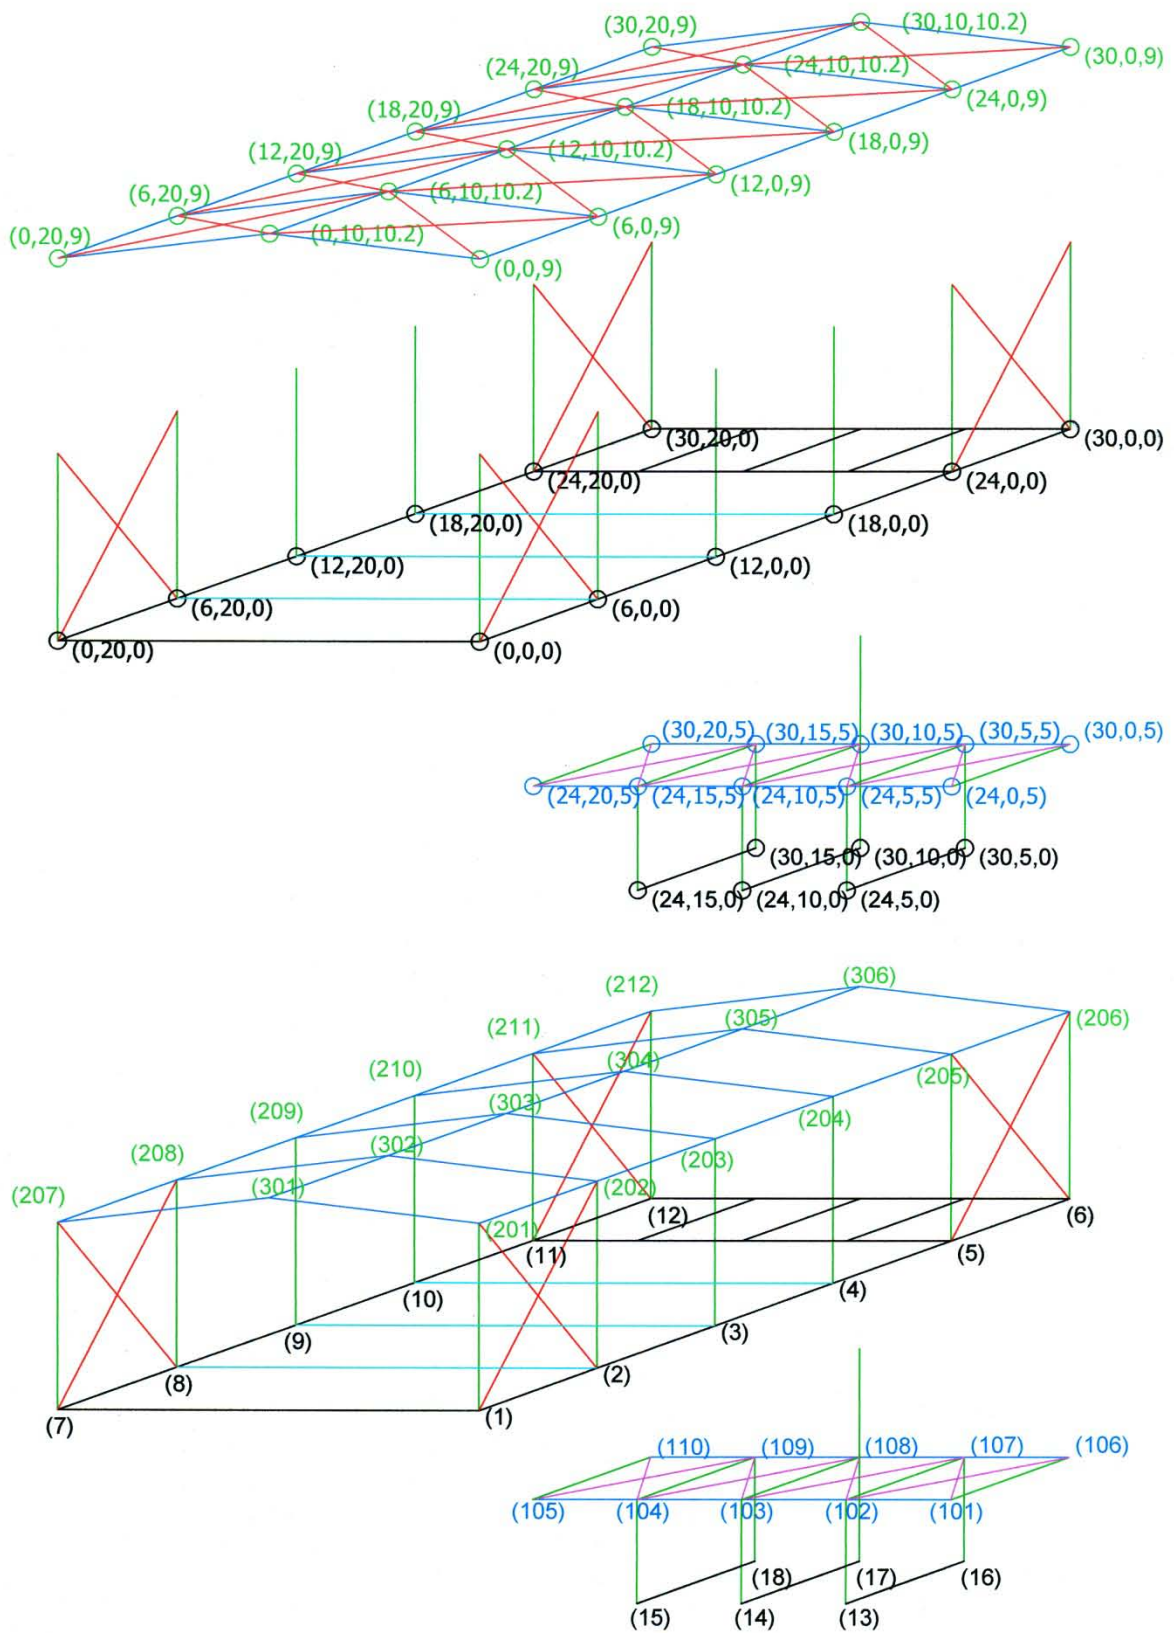 (30,20,9) (30,10,10.2) (30,0,9)
(24,20,9) (24,10,10.2) (24,0,9)
(18,20,9) (18,10,10.2) (18,0,9)
(12,20,9) (12,10,10.2) (12,0,9)
(6,20,9) (6,10,10.2) (6,0,9)
(0,20,9) (0,10,10.2) (0,0,9)
(30,20,0) (30,0,0)
(24,20,0) (24,0,0)
(18,20,0) (18,0,0)
(12,20,0) (12,0,0)
(6,20,0) (6,0,0)
(0,20,0) (0,0,0)
(30,20,5) (30,15,5) (30,10,5) (30,5,5) (30,0,5)
(24,20,5) (24,15,5) (24,10,5) (24,5,5) (24,0,5)
(30,15,0) (30,10,0) (30,5,0)
(24,15,0) (24,10,0) (24,5,0)
(212) (306) (206)
(211) (305) (205)
(210) (304) (204)
(209) (303) (203)
(208) (302) (202)
(207) (301) (201)
(12) (6)
(11) (5)
(10) (4)
(9) (3)
(8) (2)
(7) (1)
(110) (109) (108) (107) (106)
(105) (104) (103) (102) (101)
(18) (17) (16)
(15) (14) (13)